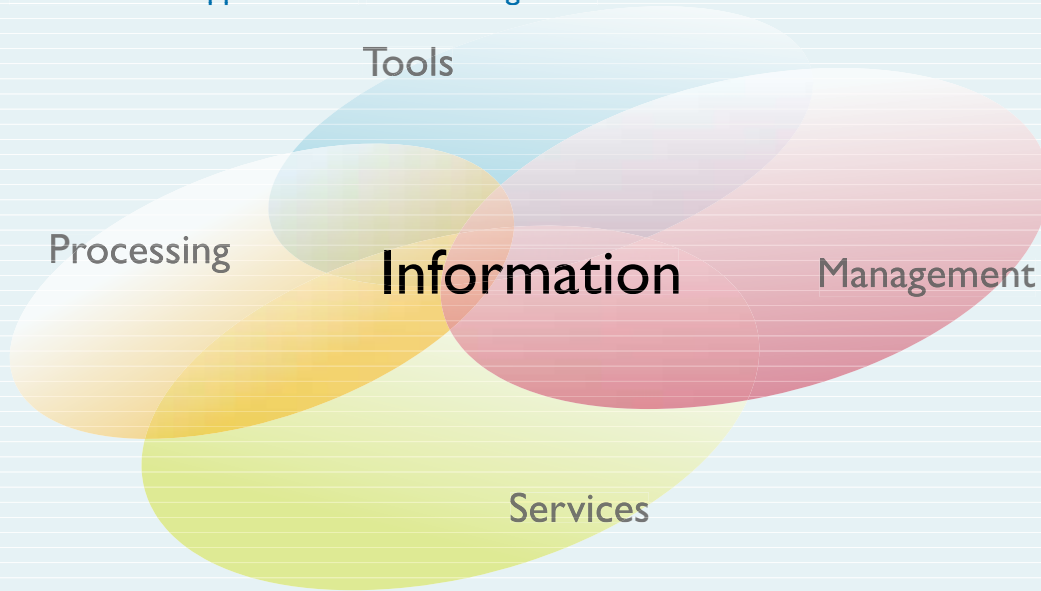 Tools
Processing
Information
Management
Services